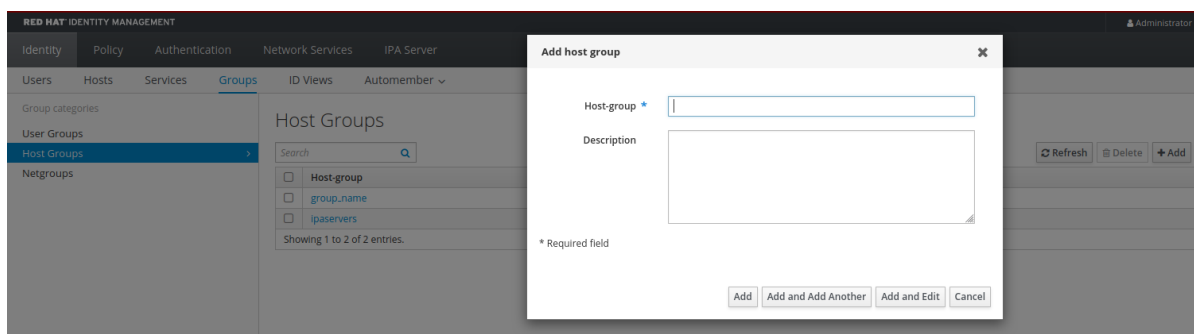 RED HAT IDENTITY MANAGEMENT
Administrator
Identity Policy Authentication Network Services IPA Server
Users Hosts Services Groups ID Views Automember
Group categories
User Groups
Host Groups
Netgroups
Host Groups
Search
Refresh Delete Add
Host-group
group_name
ipaservers
Showing 1 to 2 of 2 entries.
Add host group
Host-group *
Description
* Required field
Add Add and Add Another Add and Edit Cancel